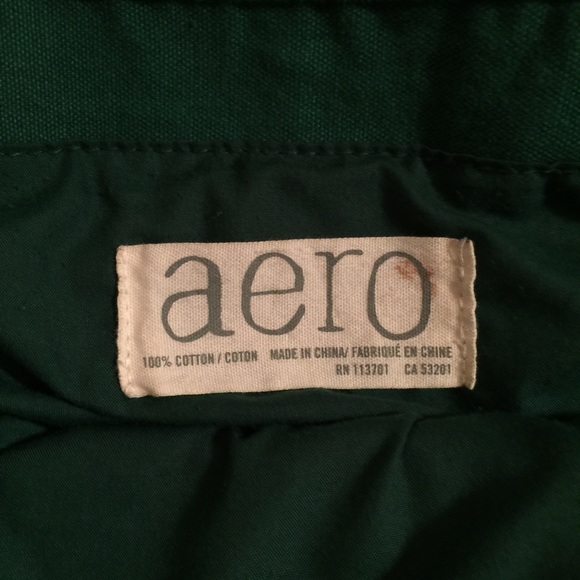 aero
100% COTTON / COTON MADE IN CHINA/ FABRIQUÉ EN CHINE
RN 113701 CA 53201